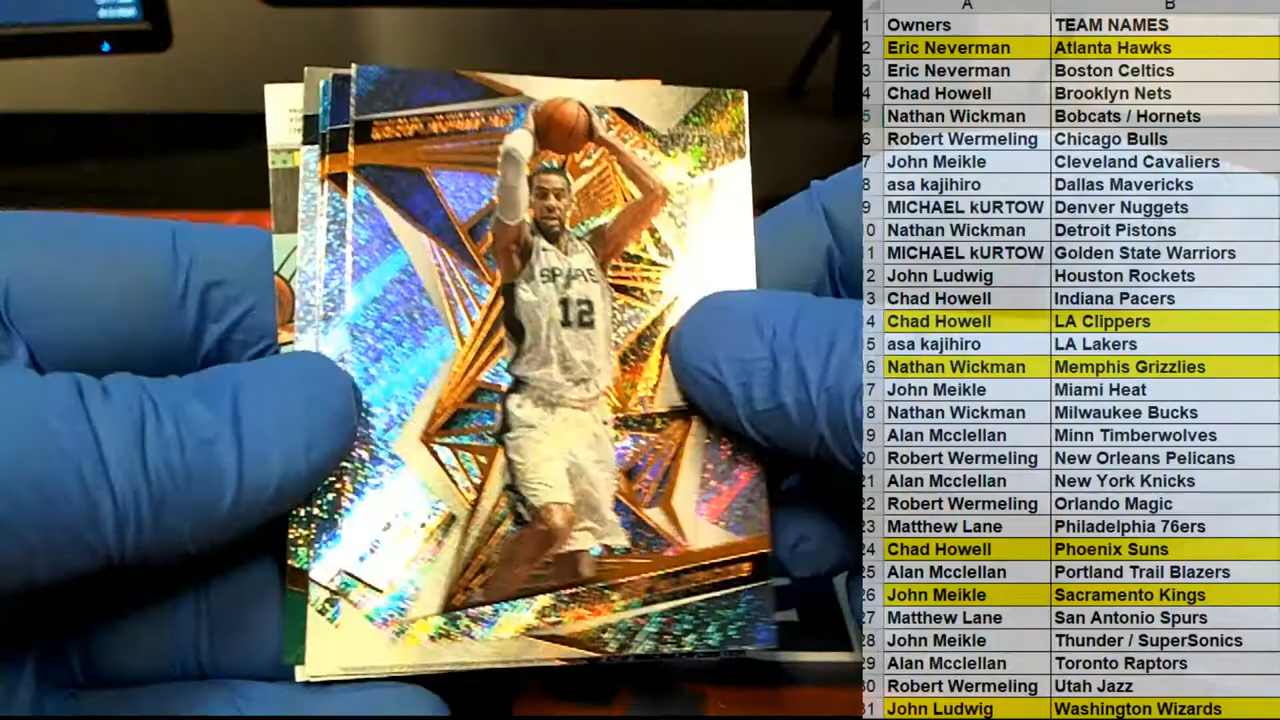 A B
1 Owners TEAM NAMES
2 Eric Neverman Atlanta Hawks
3 Eric Neverman Boston Celtics
4 Chad Howell Brooklyn Nets
5 Nathan Wickman Bobcats / Hornets
6 Robert Wermeling Chicago Bulls
7 John Meikle Cleveland Cavaliers
8 asa kajihiro Dallas Mavericks
9 MICHAEL kURTOW Denver Nuggets
0 Nathan Wickman Detroit Pistons
1 MICHAEL kURTOW Golden State Warriors
2 John Ludwig Houston Rockets
3 Chad Howell Indiana Pacers
4 Chad Howell LA Clippers
5 asa kajihiro LA Lakers
6 Nathan Wickman Memphis Grizzlies
7 John Meikle Miami Heat
8 Nathan Wickman Milwaukee Bucks
9 Alan Mcclellan Minn Timberwolves
20 Robert Wermeling New Orleans Pelicans
21 Alan Mcclellan New York Knicks
22 Robert Wermeling Orlando Magic
23 Matthew Lane Philadelphia 76ers
24 Chad Howell Phoenix Suns
25 Alan Mcclellan Portland Trail Blazers
26 John Meikle Sacramento Kings
27 Matthew Lane San Antonio Spurs
28 John Meikle Thunder / SuperSonics
29 Alan Mcclellan Toronto Raptors
30 Robert Wermeling Utah Jazz
31 John Ludwig Washington Wizards
SPURS
12